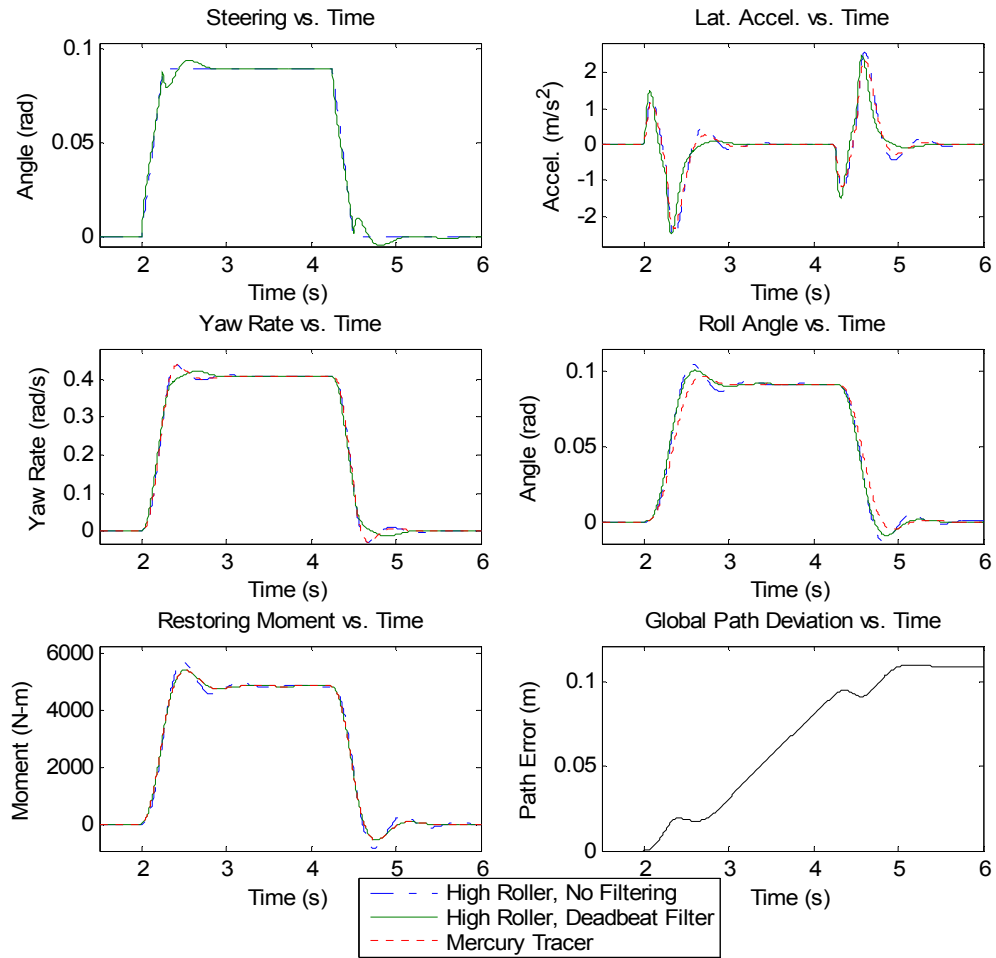 Steering vs. Time
0.1
0.05
0
Angle (rad)
2 3 4 5 6
Time (s)
Lat. Accel. vs. Time
2
1
0
-1
-2
Accel. (m/s²)
2 3 4 5 6
Time (s)
Yaw Rate vs. Time
0.4
0.3
0.2
0.1
0
Yaw Rate (rad/s)
2 3 4 5 6
Time (s)
Roll Angle vs. Time
0.1
0.05
0
Angle (rad)
2 3 4 5 6
Time (s)
Restoring Moment vs. Time
6000
4000
2000
0
Moment (N-m)
2 3 4 5 6
Time (s)
Global Path Deviation vs. Time
0.1
0.05
0
Path Error (m)
2 3 4 5 6
Time (s)
High Roller, No Filtering
High Roller, Deadbeat Filter
Mercury Tracer